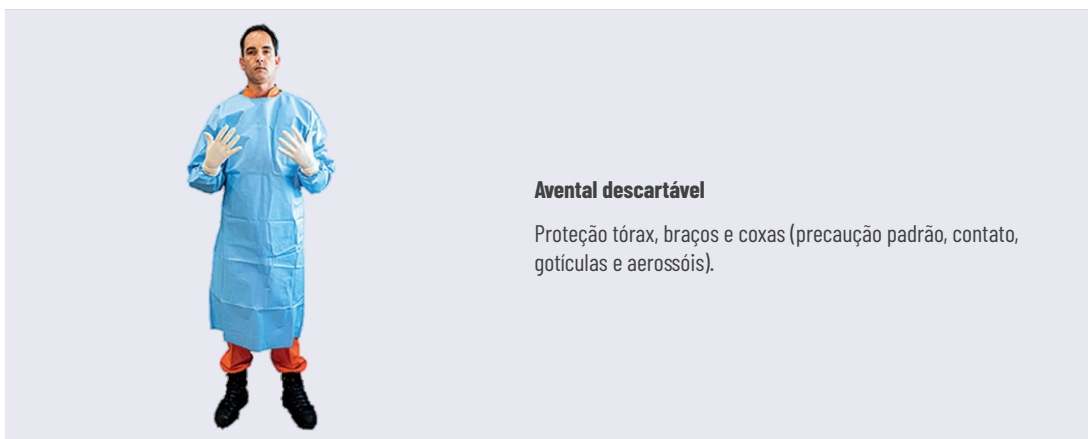 Avental descartável
Proteção tórax, braços e coxas (precaução padrão, contato,
gotículas e aerossóis).